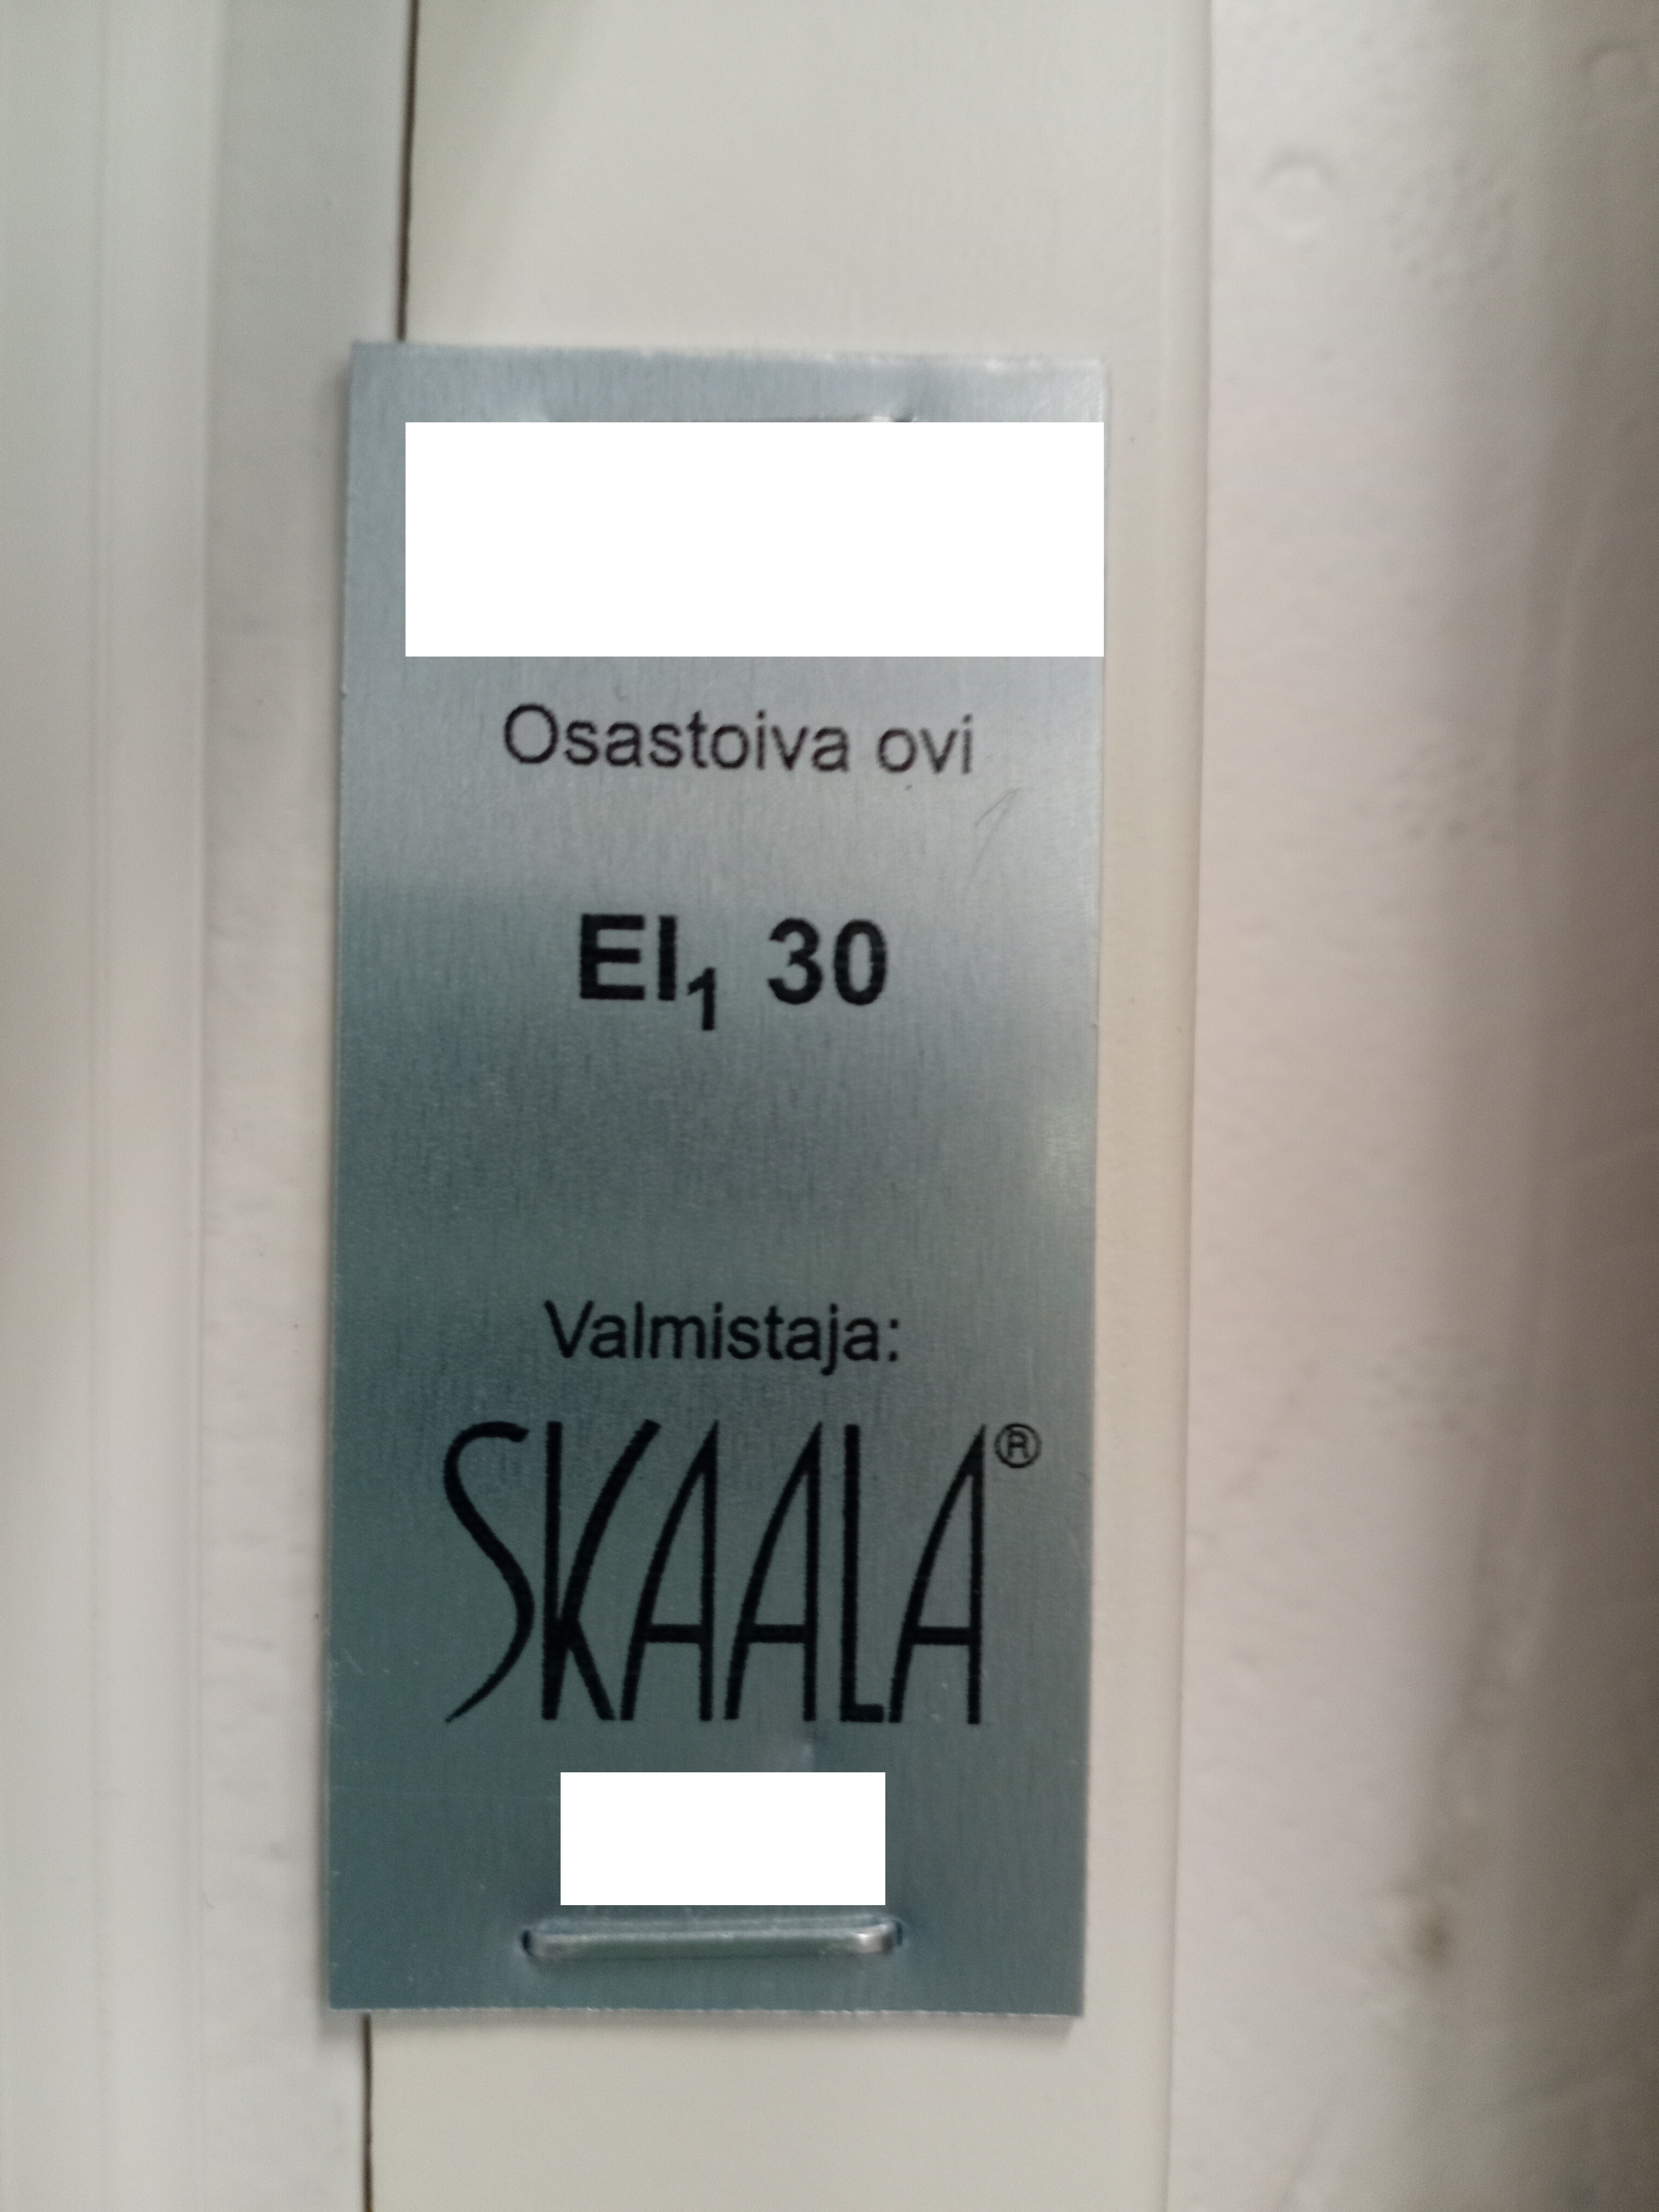 Osastoiva ovi
EI₁ 30
Valmistaja:
SKAALA®